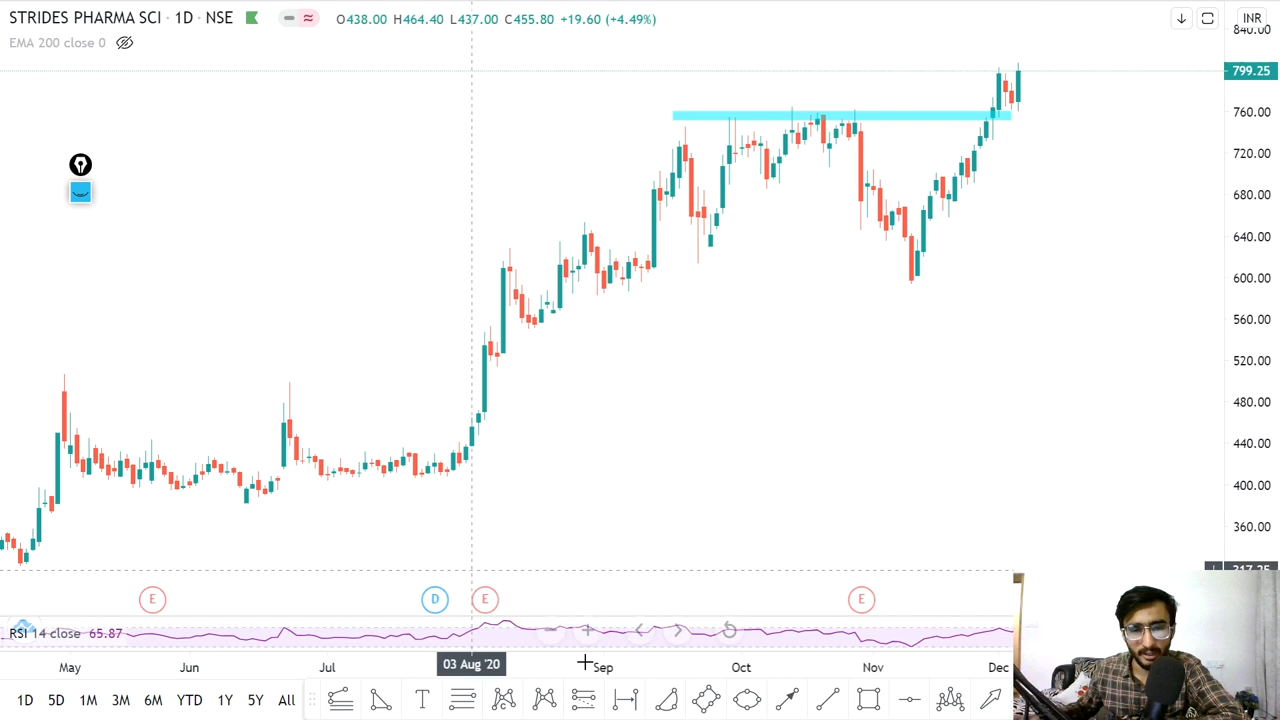 STRIDES PHARMA SCI · 1D · NSE
O438.00 H464.40 L437.00 C455.80 +19.60 (+4.49%)
INR
EMA 200 close 0
840.00
799.25
760.00
720.00
680.00
640.00
600.00
560.00
520.00
480.00
440.00
400.00
360.00
317.25
E D E E
RSI 14 close 65.87
May Jun Jul 03 Aug '20 Sep Oct Nov Dec
1D 5D 1M 3M 6M YTD 1Y 5Y All